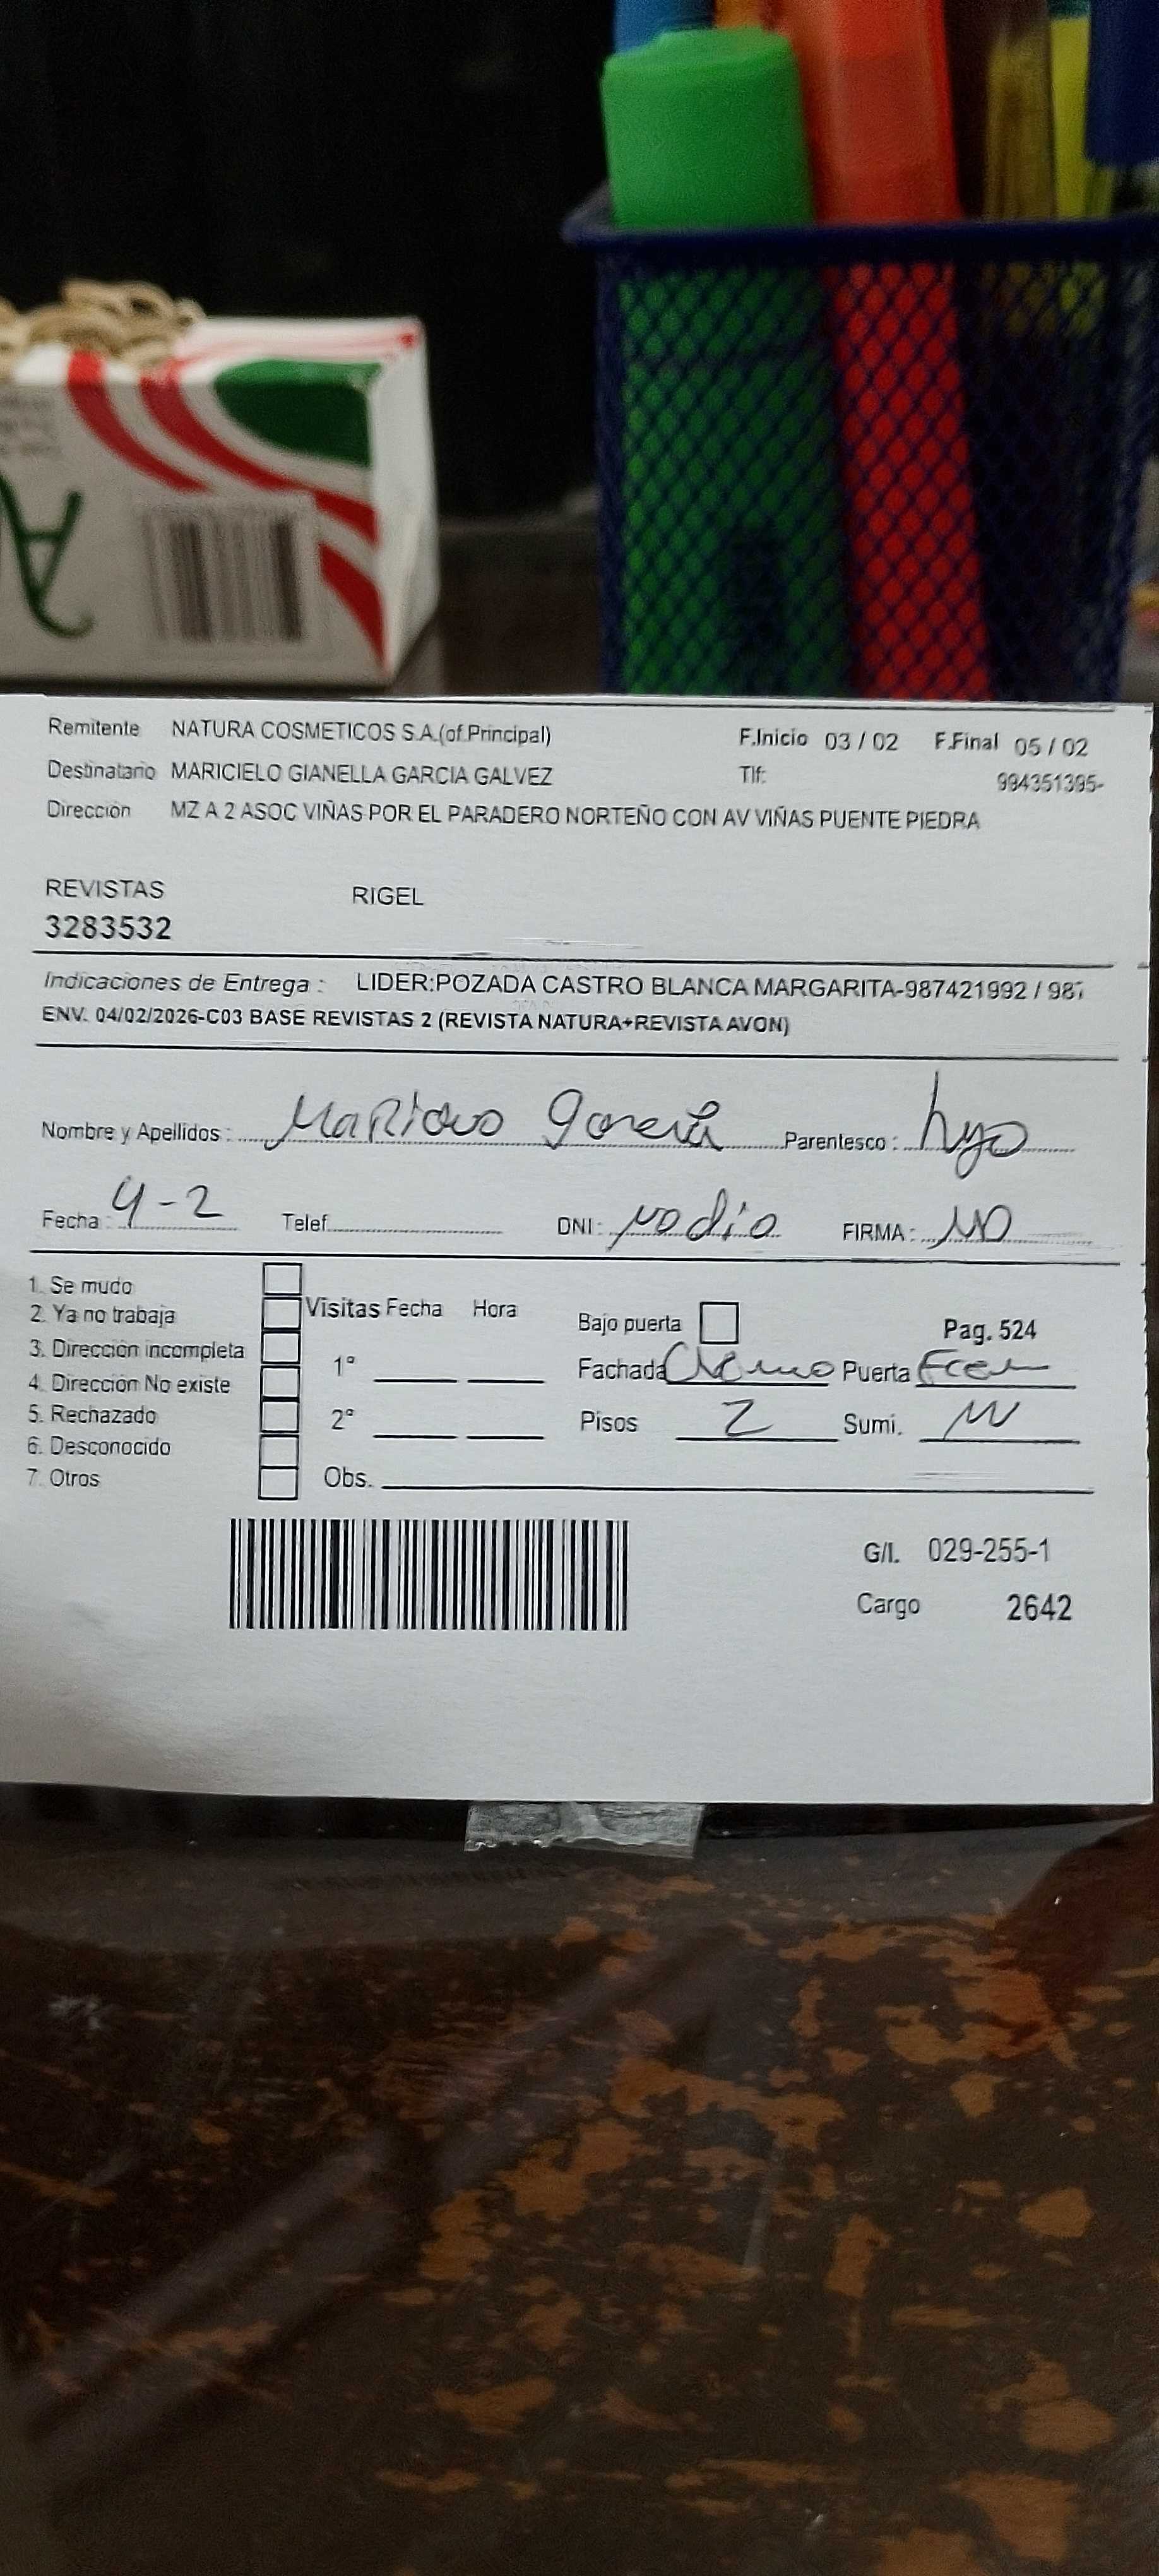 Remitente NATURA COSMETICOS S.A.(of.Principal) F.Inicio 03 / 02 F.Final 05 / 02
Destinatario MARICIELO GIANELLA GARCIA GALVEZ Tlf: 994351395-
Dirección MZ A 2 ASOC VIÑAS POR EL PARADERO NORTEÑO CON AV VIÑAS PUENTE PIEDRA
REVISTAS RIGEL
3283532
Indicaciones de Entrega : LIDER:POZADA CASTRO BLANCA MARGARITA-987421992 / 987
ENV. 04/02/2026-C03 BASE REVISTAS 2 (REVISTA NATURA+REVISTA AVON)
Nombre y Apellidos : Parentesco : hyo
Fecha : 4-2 Telef. DNI : FIRMA :
1. Se mudo
2. Ya no trabaja Visitas Fecha Hora Bajo puerta Pag. 524
3. Dirección incompleta 1° Fachada Puerta
4. Dirección No existe
5. Rechazado 2° Pisos 2 Sumi.
6. Desconocido
7. Otros Obs.
G/I. 029-255-1
Cargo 2642